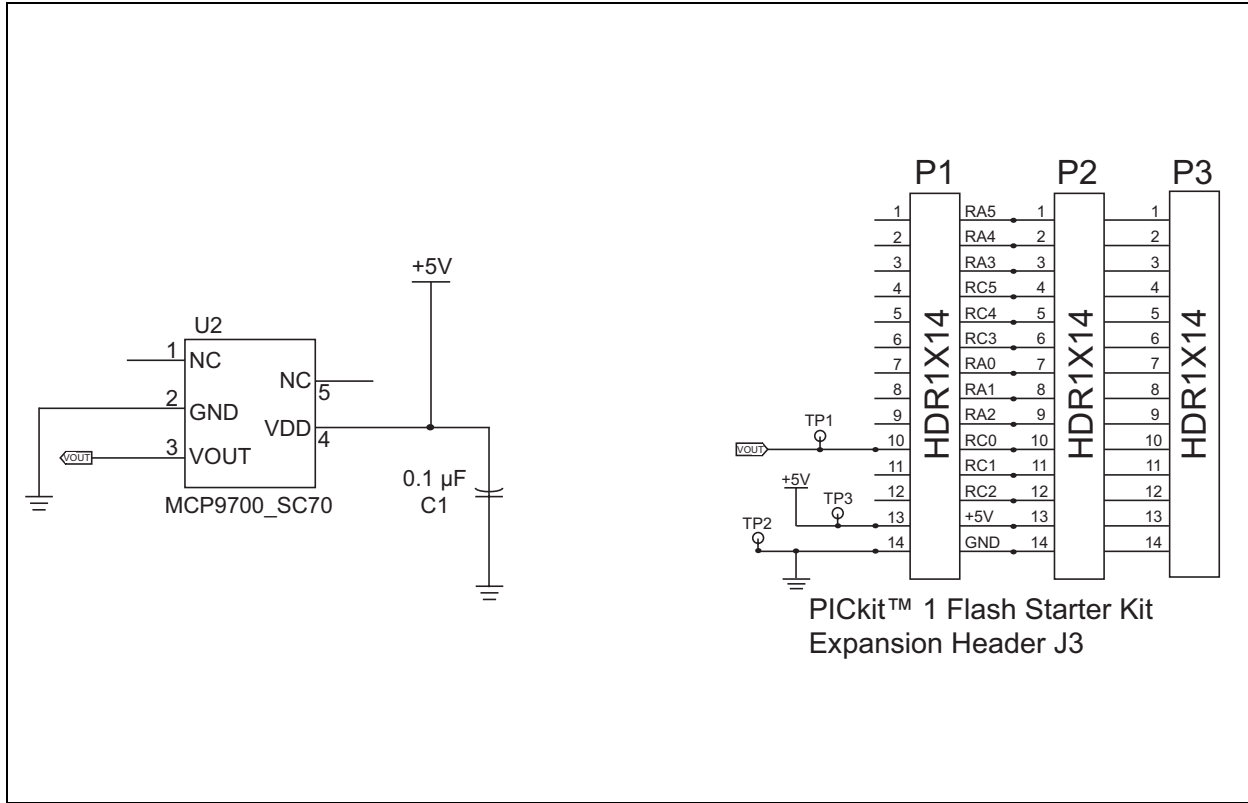 +5V
U2
1 NC
NC 5
2 GND
VDD 4
3 VOUT
VOUT
MCP9700_SC70
0.1 µF
C1
P1 P2 P3
HDR1X14 HDR1X14 HDR1X14
1 RA5 1 1
2 RA4 2 2
3 RA3 3 3
4 RC5 4 4
5 RC4 5 5
6 RC3 6 6
7 RA0 7 7
8 RA1 8 8
9 RA2 9 9
TP1
VOUT 10 RC0 10 10
11 RC1 11 11
+5V 12 RC2 12 12
TP3 13 +5V 13 13
TP2 14 GND 14 14
PICkit™ 1 Flash Starter Kit
Expansion Header J3